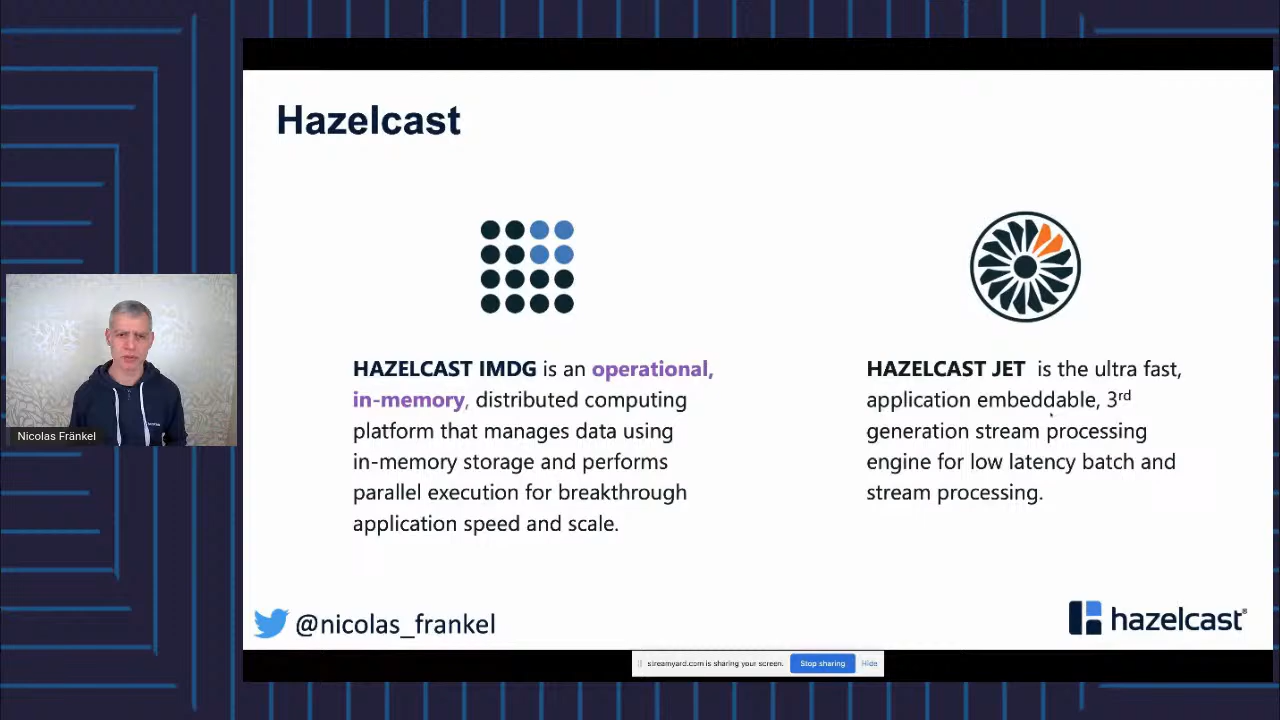 Hazelcast
HAZELCAST IMDG is an operational,
in-memory, distributed computing
platform that manages data using
in-memory storage and performs
parallel execution for breakthrough
application speed and scale.
HAZELCAST JET is the ultra fast,
application embeddable, 3rd
generation stream processing
engine for low latency batch and
stream processing.
Nicolas Fränkel
@nicolas_frankel
hazelcast®
streamyard.com is sharing your screen.
Stop sharing
Hide